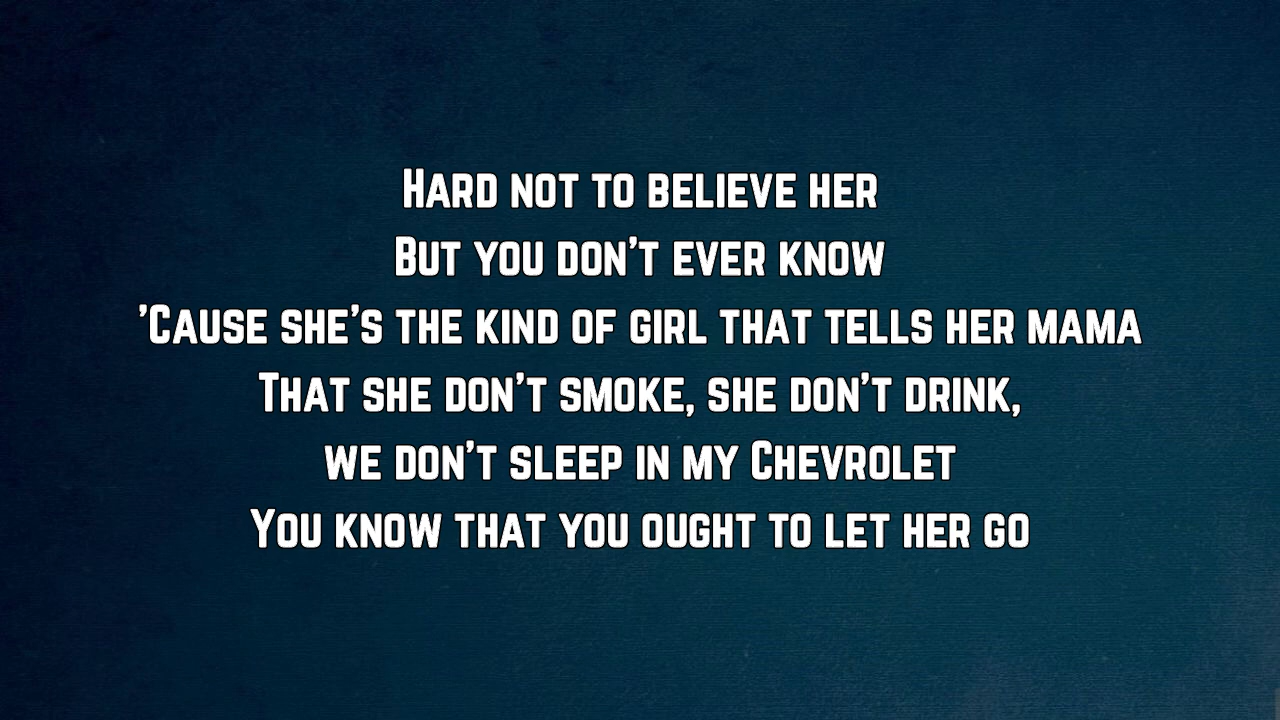 Hard not to believe her
But you don't ever know
'Cause she's the kind of girl that tells her mama
That she don't smoke, she don't drink,
we don't sleep in my Chevrolet
You know that you ought to let her go